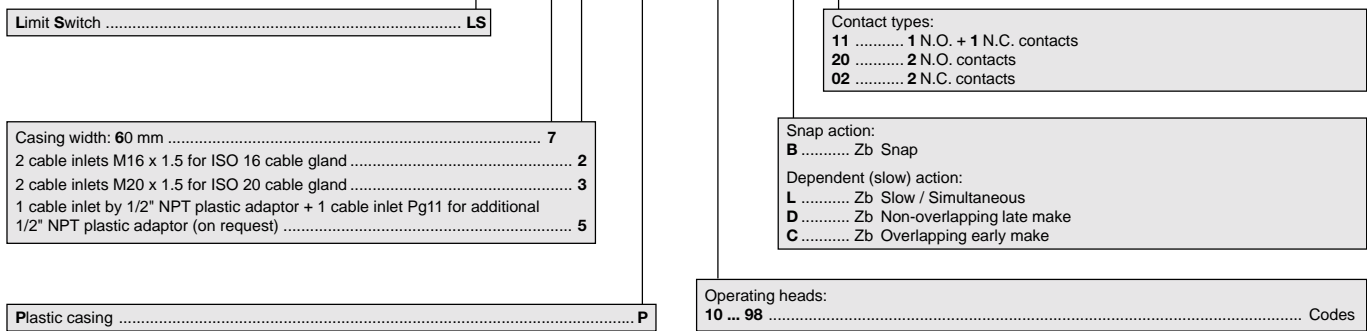 Limit Switch ........................................................................................ LS
Casing width: 60 mm ............................................................................................ 7
2 cable inlets M16 x 1.5 for ISO 16 cable gland ....................................................... 2
2 cable inlets M20 x 1.5 for ISO 20 cable gland ....................................................... 3
1 cable inlet by 1/2" NPT plastic adaptor + 1 cable inlet Pg11 for additional
1/2" NPT plastic adaptor (on request) ....................................................................... 5
Plastic casing ................................................................................................................................ P
Contact types:
11 ........... 1 N.O. + 1 N.C. contacts
20 ........... 2 N.O. contacts
02 ........... 2 N.C. contacts
Snap action:
B ........... Zb Snap
Dependent (slow) action:
L ........... Zb Slow / Simultaneous
D ........... Zb Non-overlapping late make
C ........... Zb Overlapping early make
Operating heads:
10 ... 98 .................................................................................................................................... Codes